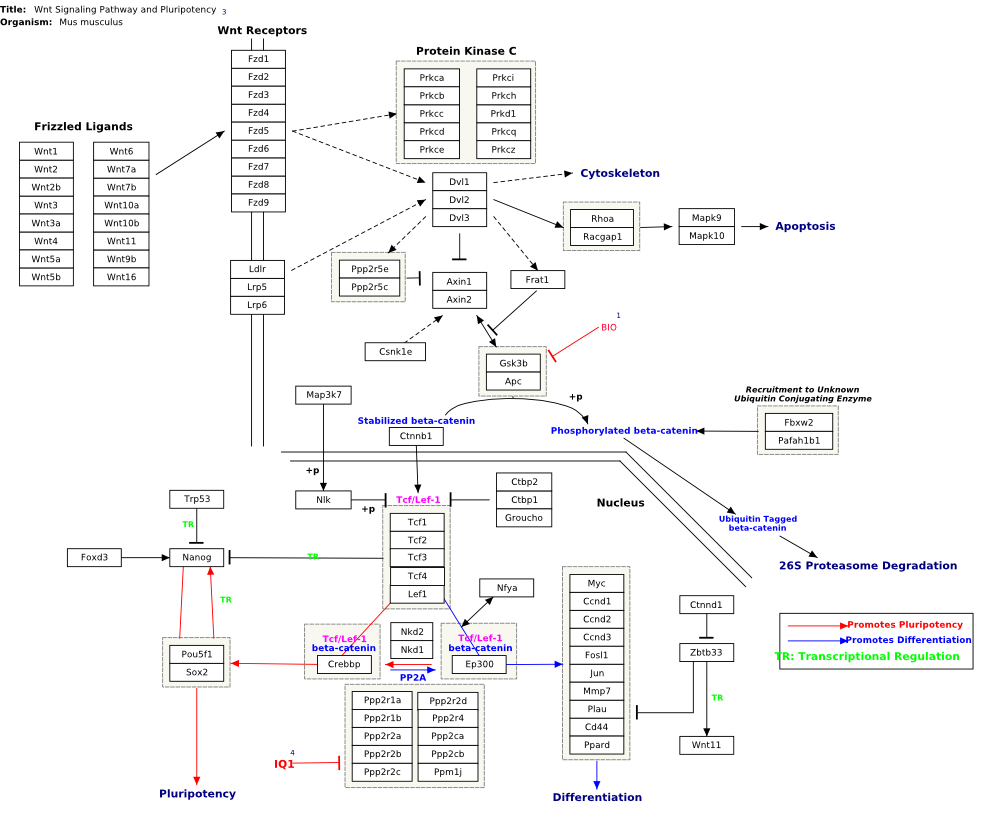 Title: Wnt Signaling Pathway and Pluripotency 3
Organism: Mus musculus
Wnt Receptors
Fzd1
Fzd2
Fzd3
Fzd4
Fzd5
Fzd6
Fzd7
Fzd8
Fzd9
Ldlr
Lrp5
Lrp6
Frizzled Ligands
Wnt1
Wnt2
Wnt2b
Wnt3
Wnt3a
Wnt4
Wnt5a
Wnt5b
Wnt6
Wnt7a
Wnt7b
Wnt10a
Wnt10b
Wnt11
Wnt9b
Wnt16
Protein Kinase C
Prkca
Prkcb
Prkcc
Prkcd
Prkce
Prkci
Prkch
Prkd1
Prkcq
Prkcz
Dvl1
Dvl2
Dvl3
Cytoskeleton
Rhoa
Racgap1
Mapk9
Mapk10
Apoptosis
Ppp2r5e
Ppp2r5c
Axin1
Axin2
Frat1
Csnk1e
1
BIO
Gsk3b
Apc
Map3k7
+p
Stabilized beta-catenin
Ctnnb1
Phosphorylated beta-catenin
Recruitment to Unknown
Ubiquitin Conjugating Enzyme
Fbxw2
Pafah1b1
+p
Nlk
+p
Tcf/Lef-1
Ctbp2
Ctbp1
Groucho
Nucleus
Ubiquitin Tagged
beta-catenin
26S Proteasome Degradation
Trp53
TR
Foxd3
Nanog
TR
TR
Tcf1
Tcf2
Tcf3
Tcf4
Lef1
Nfya
Pou5f1
Sox2
Tcf/Lef-1
beta-catenin
Crebbp
Nkd2
Nkd1
PP2A
Tcf/Lef-1
beta-catenin
Ep300
Myc
Ccnd1
Ccnd2
Ccnd3
Fosl1
Jun
Mmp7
Plau
Cd44
Ppard
Ctnnd1
Zbtb33
TR
Wnt11
Promotes Pluripotency
Promotes Differentiation
TR: Transcriptional Regulation
Ppp2r1a
Ppp2r1b
Ppp2r2a
Ppp2r2b
Ppp2r2c
Ppp2r2d
Ppp2r4
Ppp2ca
Ppp2cb
Ppm1j
4
IQ1
Pluripotency
Differentiation